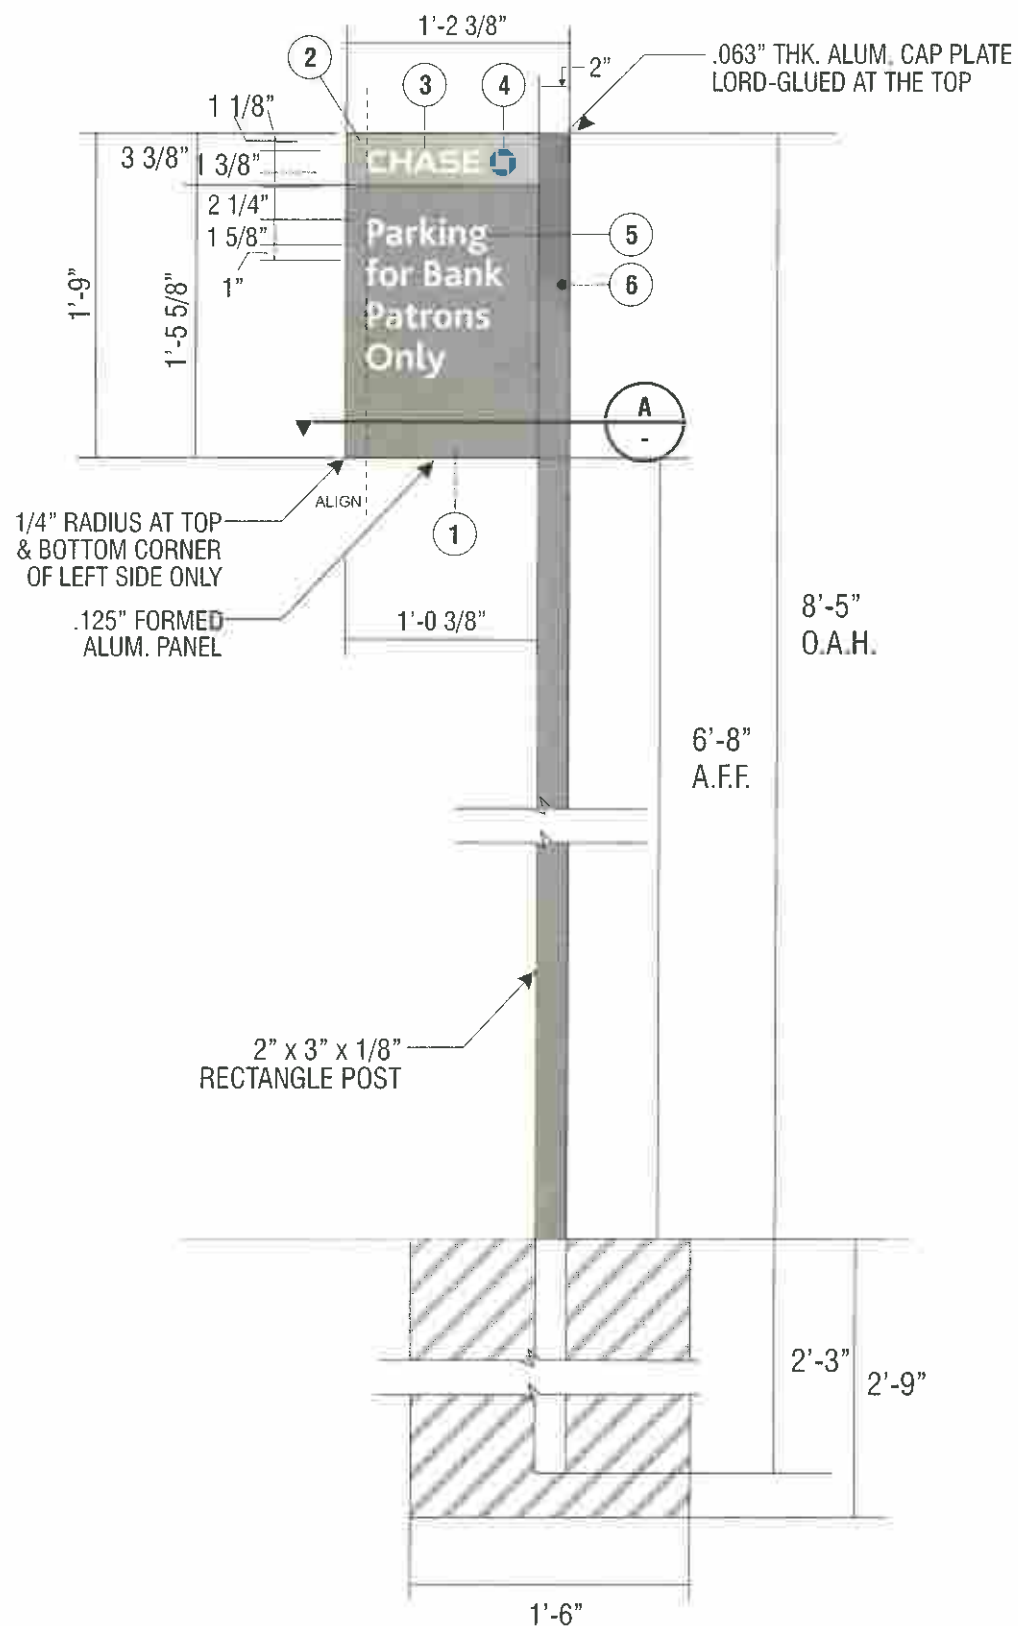 1'-2 3/8"
2
3
4
2"
.063" THK. ALUM. CAP PLATE
LORD-GLUED AT THE TOP
1 1/8"
3 3/8"
1 3/8"
CHASE
2 1/4"
1 5/8"
1"
Parking
for Bank
Patrons
Only
5
6
1'-9"
1'-5 5/8"
A
-
ALIGN
1/4" RADIUS AT TOP
& BOTTOM CORNER
OF LEFT SIDE ONLY
1
.125" FORMED
ALUM. PANEL
1'-0 3/8"
8'-5"
O.A.H.
6'-8"
A.F.F.
2" x 3" x 1/8"
RECTANGLE POST
2'-3"
2'-9"
1'-6"